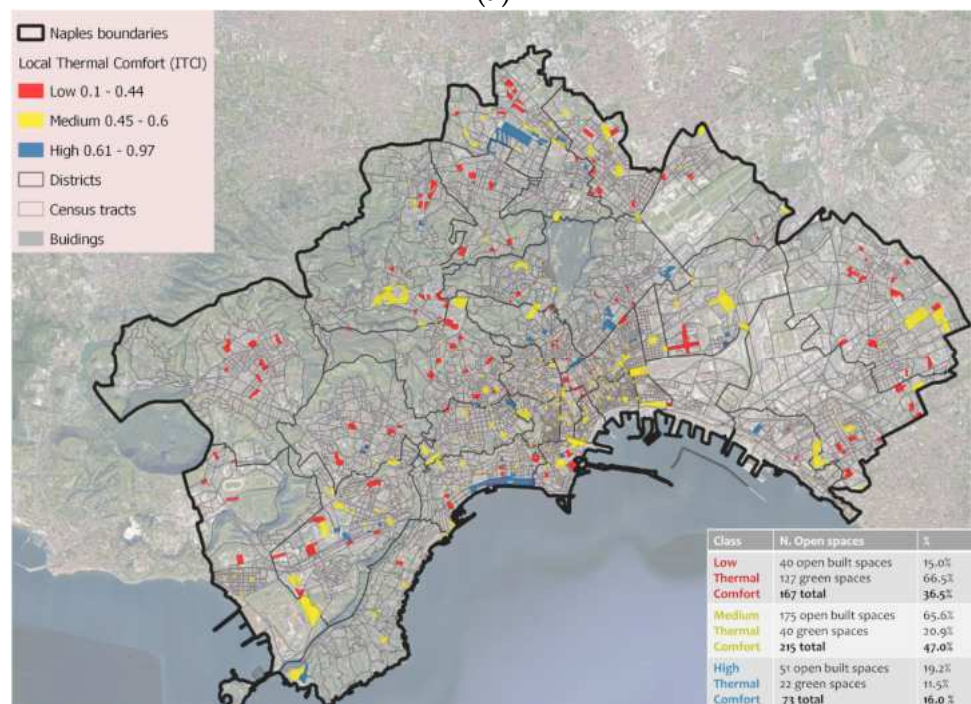 Naples boundaries
Local Thermal Comfort (ITCI)
Low 0.1 - 0.44
Medium 0.45 - 0.6
High 0.61 - 0.97
Districts
Census tracts
Buidings
Class N. Open spaces %
Low 40 open built spaces 15.0%
Thermal 127 green spaces 66.5%
Comfort 167 total 36.5%
Medium 175 open built spaces 65.6%
Thermal 40 green spaces 20.9%
Comfort 215 total 47.0%
High 51 open built spaces 19.2%
Thermal 22 green spaces 11.5%
Comfort 73 total 16.0 %